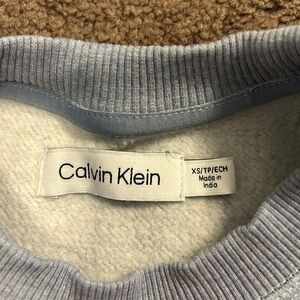 Calvin Klein
XS/TP/ECH
Made in
India